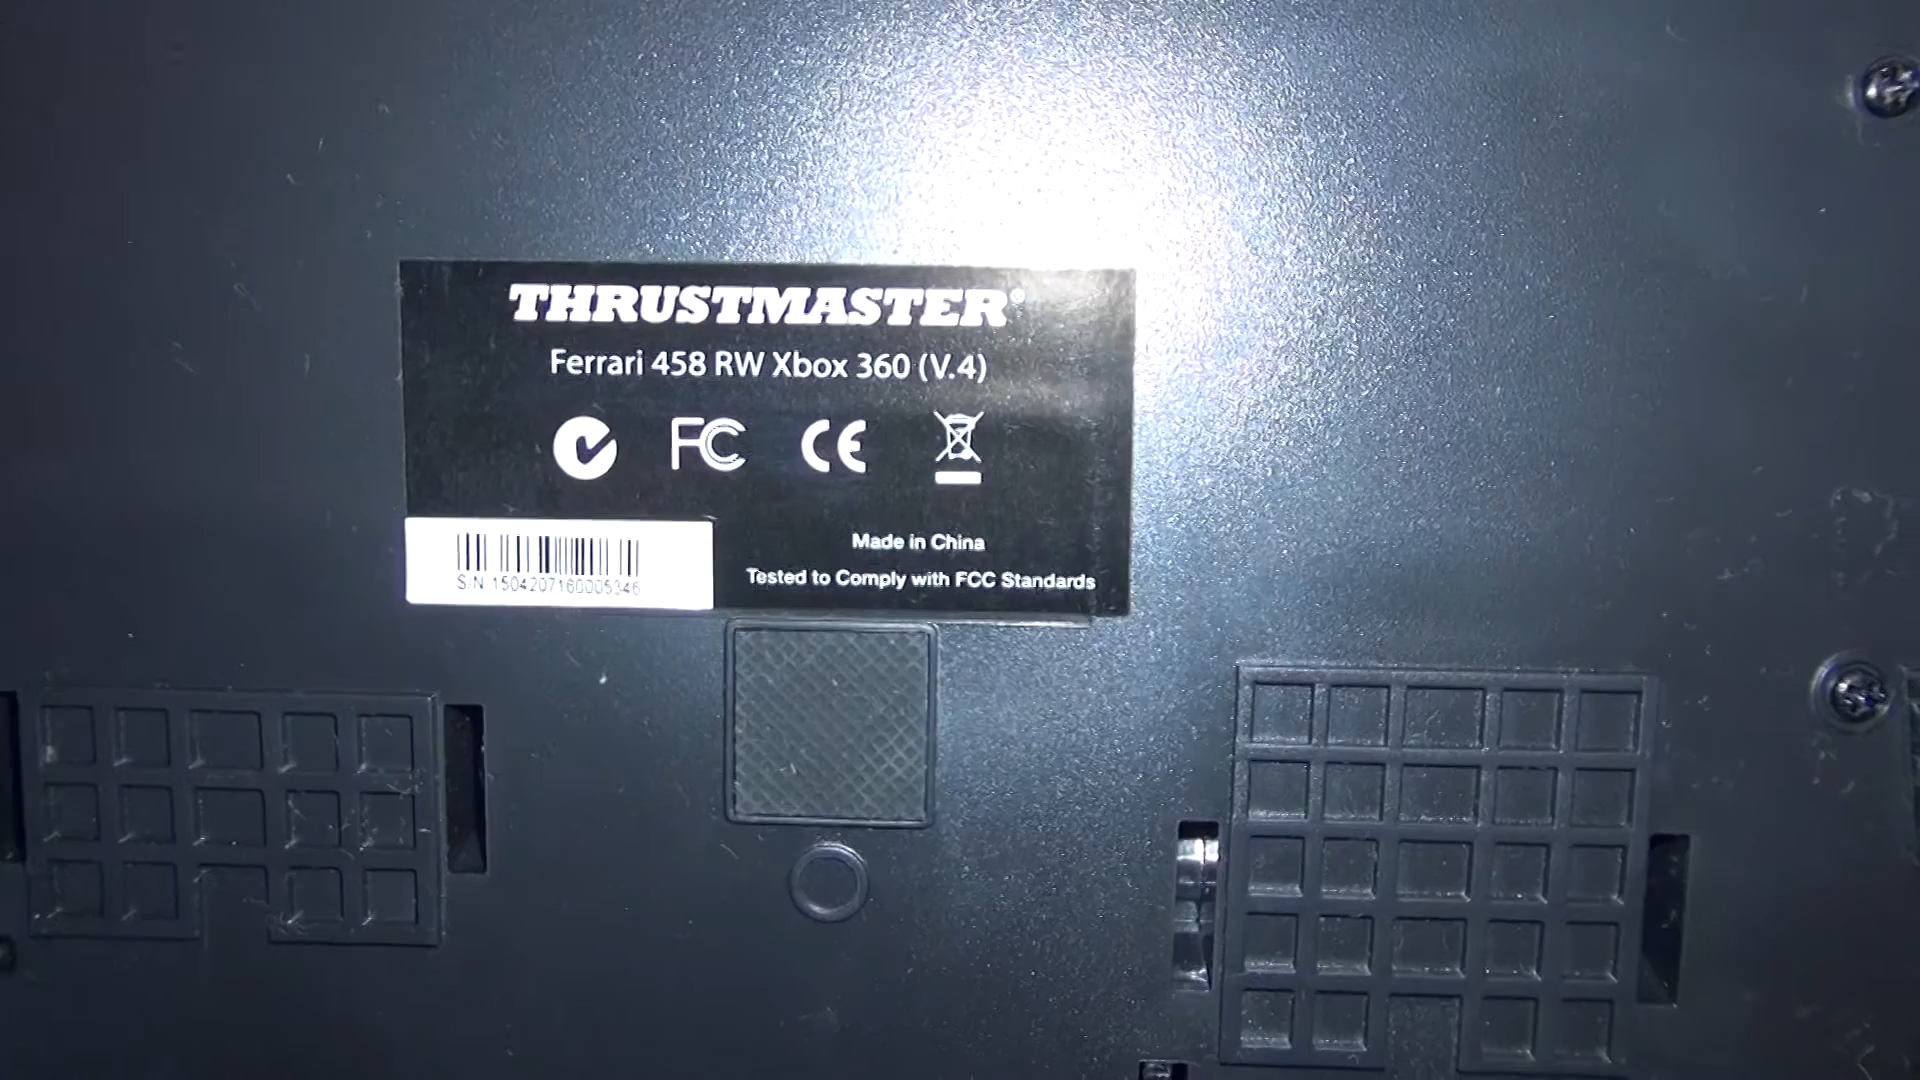 THRUSTMASTER®
Ferrari 458 RW Xbox 360 (V.4)
FC CE
Made in China
S/N 1504207160005346
Tested to Comply with FCC Standards